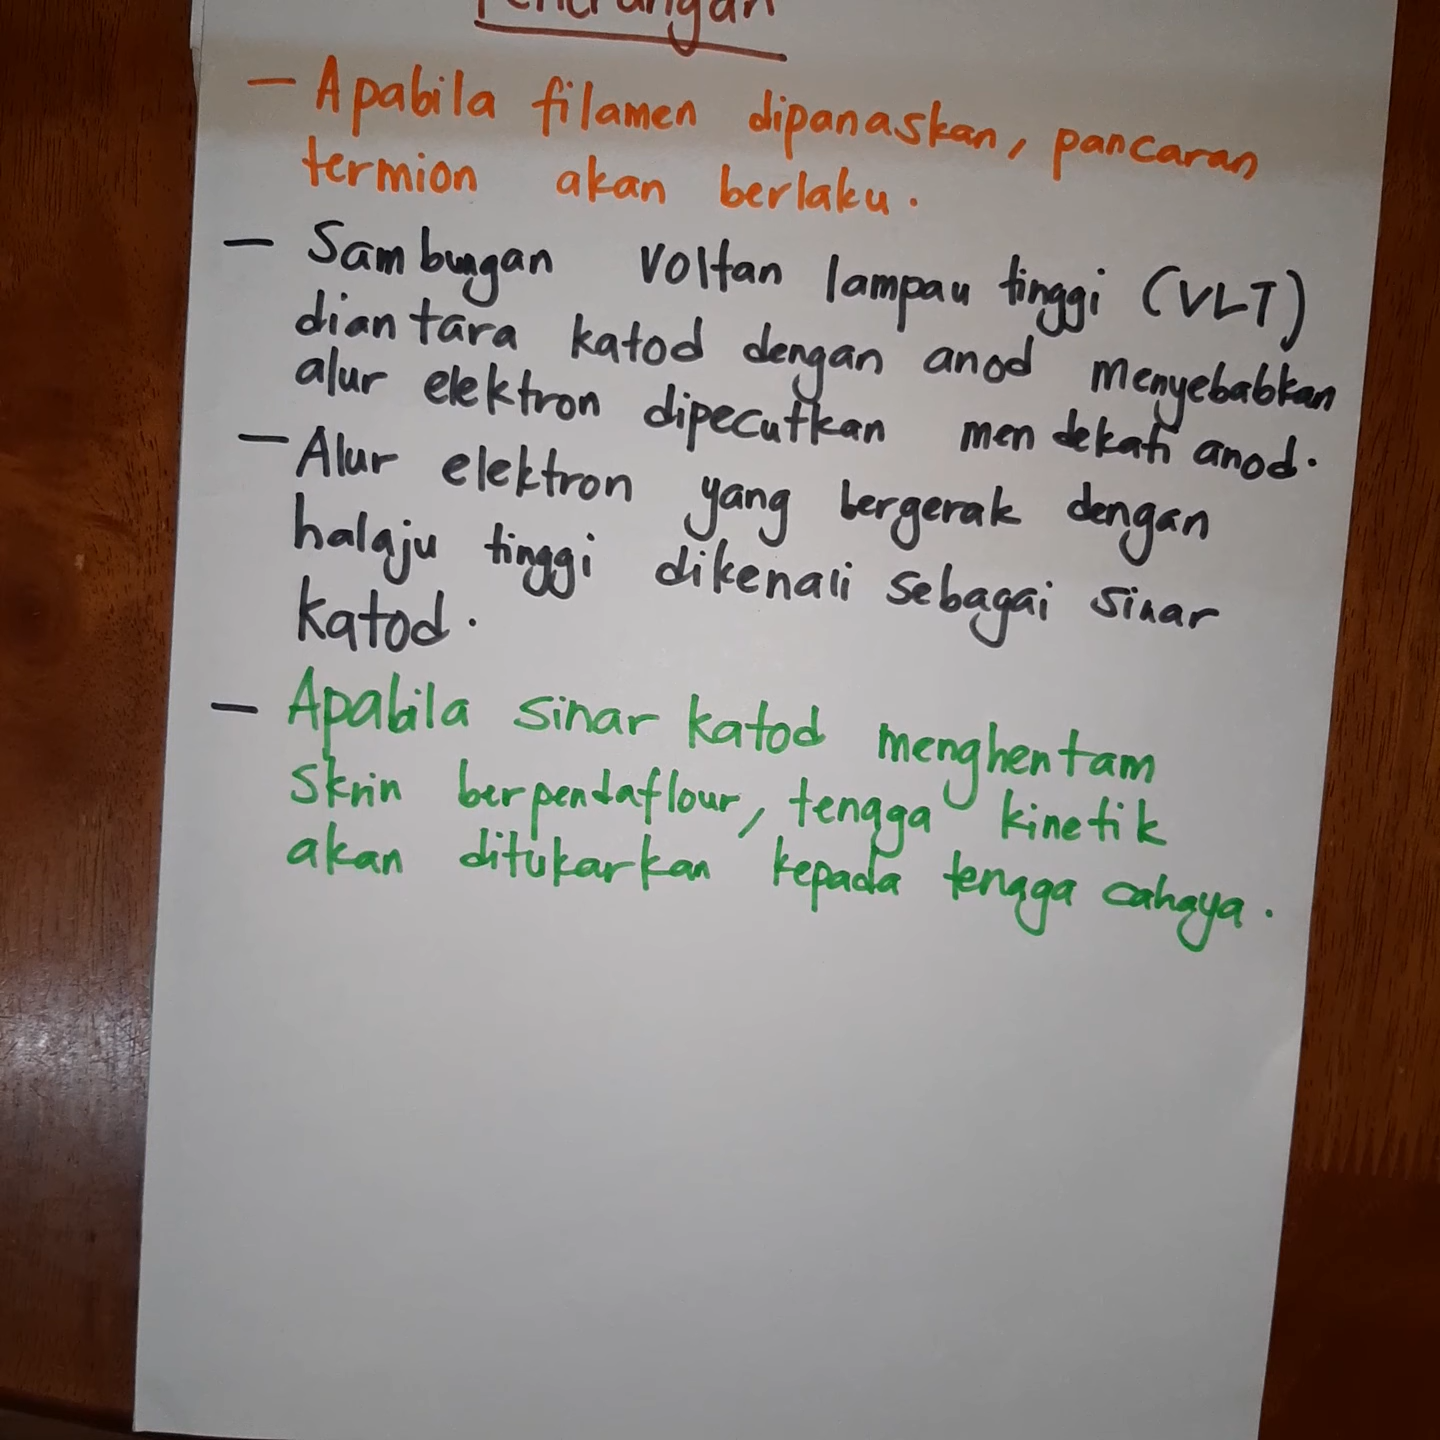 Penerangan
- Apabila filamen dipanaskan, pancaran
termion akan berlaku.
- Sambungan voltan lampau tinggi (VLT)
diantara katod dengan anod menyebabkan
alur elektron dipecutkan mendekati anod.
- Alur elektron yang bergerak dengan
halaju tinggi dikenali sebagai sinar
katod.
- Apabila sinar katod menghentam
skrin berpendaflour, tenaga kinetik
akan ditukarkan kepada tenaga cahaya.